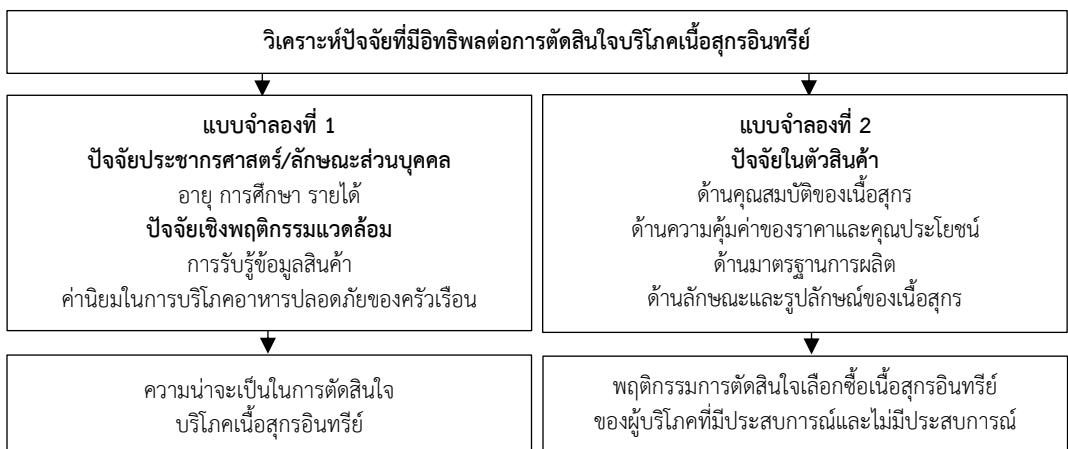 วิเคราะห์ปัจจัยที่มีอิทธิพลต่อการตัดสินใจบริโภคเนื้อสุกรอินทรีย์
แบบจำลองที่ 1
ปัจจัยประชากรศาสตร์/ลักษณะส่วนบุคคล
อายุ การศึกษา รายได้
ปัจจัยเชิงพฤติกรรมแวดล้อม
การรับรู้ข้อมูลสินค้า
ค่านิยมในการบริโภคอาหารปลอดภัยของครัวเรือน
แบบจำลองที่ 2
ปัจจัยในตัวสินค้า
ด้านคุณสมบัติของเนื้อสุกร
ด้านความคุ้มค่าของราคาและคุณประโยชน์
ด้านมาตรฐานการผลิต
ด้านลักษณะและรูปลักษณ์ของเนื้อสุกร
ความน่าจะเป็นในการตัดสินใจ
บริโภคเนื้อสุกรอินทรีย์
พฤติกรรมการตัดสินใจเลือกซื้อเนื้อสุกรอินทรีย์
ของผู้บริโภคที่มีประสบการณ์และไม่มีประสบการณ์